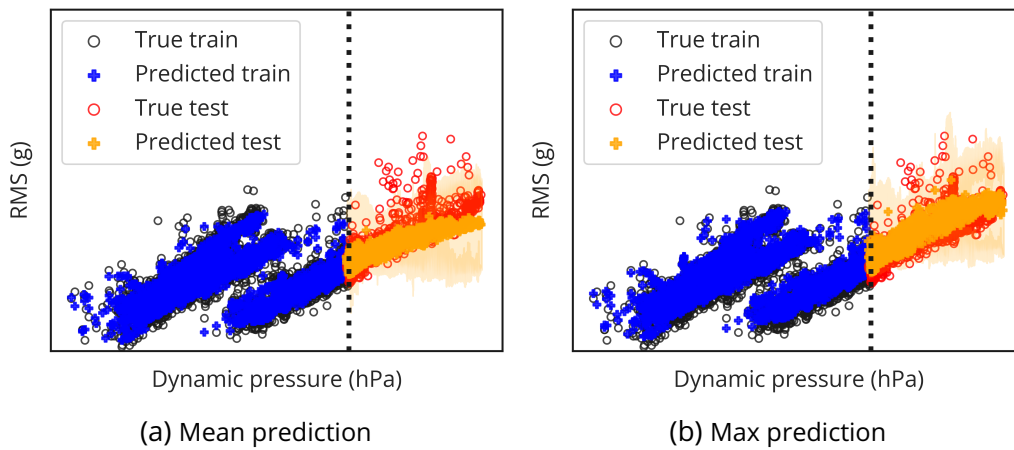 True train
Predicted train
True test
Predicted test
RMS (g)
Dynamic pressure (hPa)
(a) Mean prediction
True train
Predicted train
True test
Predicted test
RMS (g)
Dynamic pressure (hPa)
(b) Max prediction